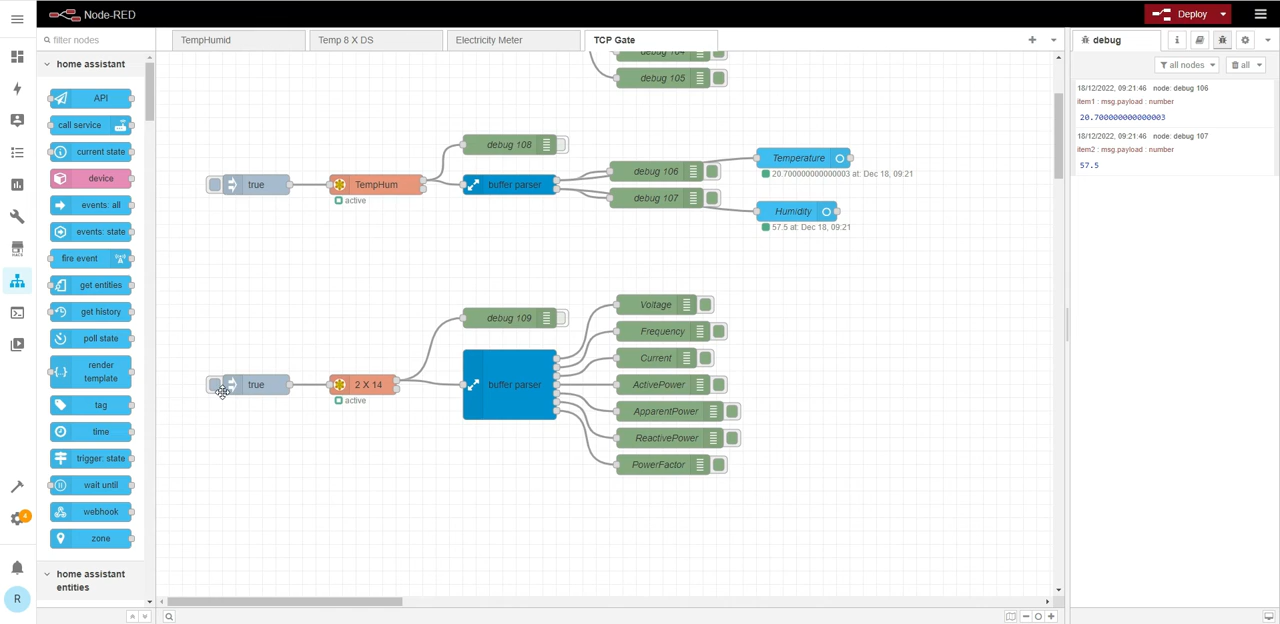 Node-RED
Deploy
filter nodes
TempHumid
Temp 8 X DS
Electricity Meter
TCP Gate
debug
i
home assistant
all nodes
all
API
call service
current state
device
events: all
events: state
fire event
get entities
get history
poll state
render
template
tag
time
trigger: state
wait until
webhook
zone
home assistant
entities
4
R
debug 104
debug 105
debug 108
true
TempHum
active
buffer parser
debug 106
debug 107
Temperature
20.700000000000003 at: Dec 18, 09:21
Humidity
57.5 at: Dec 18, 09:21
debug 109
true
2 X 14
active
buffer parser
Voltage
Frequency
Current
ActivePower
ApparentPower
ReactivePower
PowerFactor
18/12/2022, 09:21:46 node: debug 106
item1 : msg.payload : number
20.700000000000003
18/12/2022, 09:21:46 node: debug 107
item2 : msg.payload : number
57.5